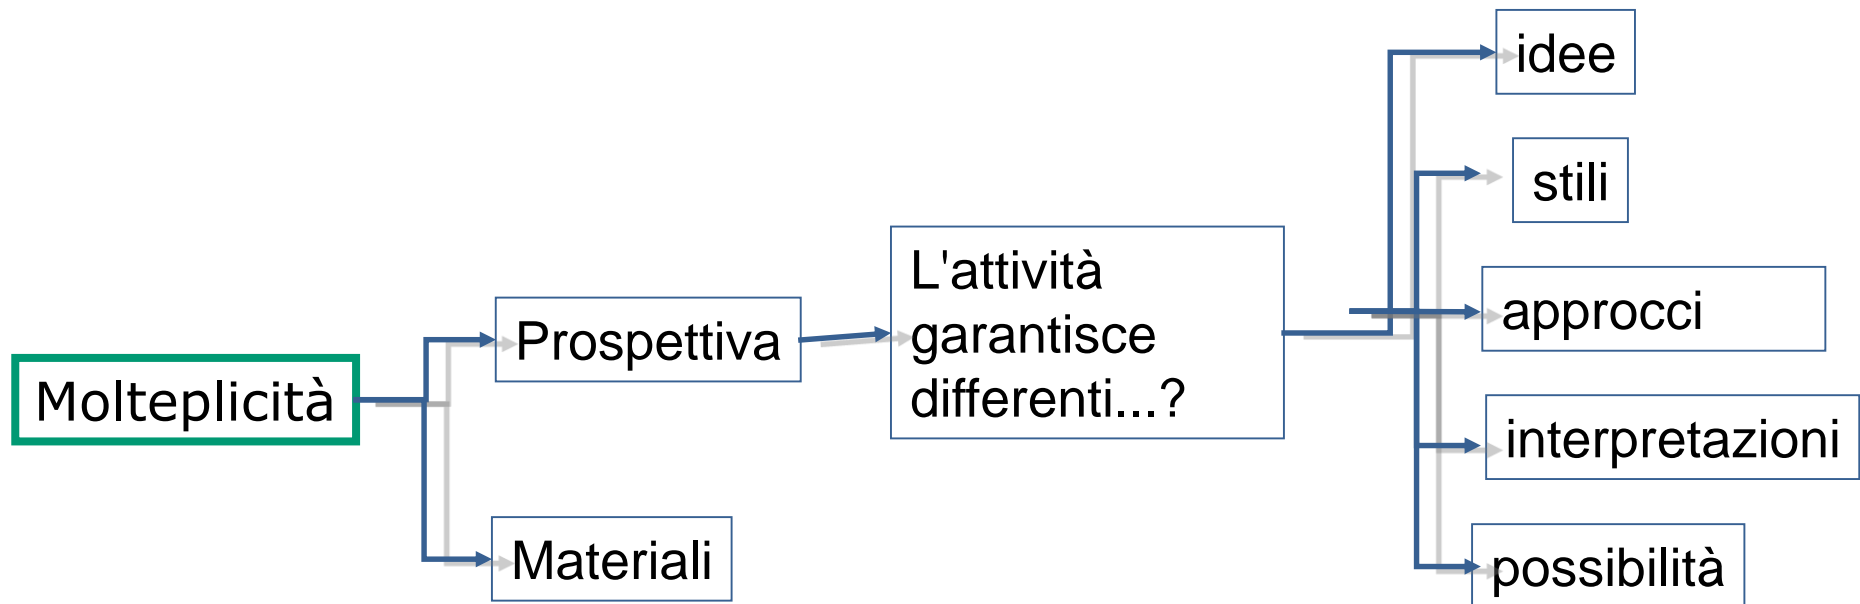 Molteplicità
Prospettiva
Materiali
L'attività
garantisce
differenti...?
idee
stili
approcci
interpretazioni
possibilità